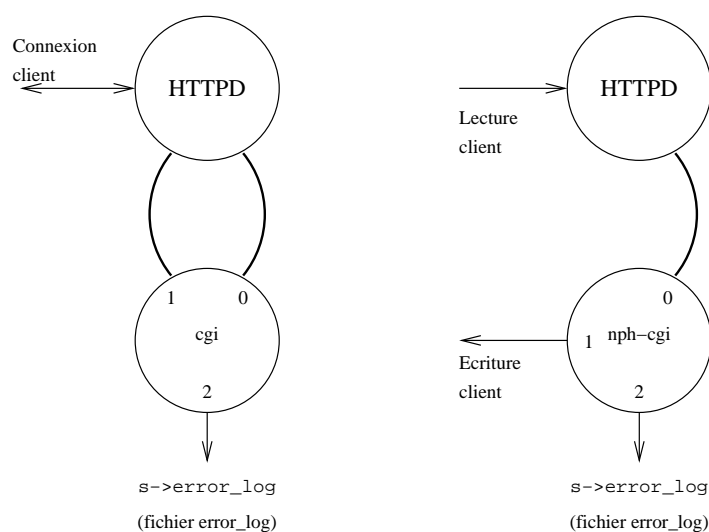 Connexion
client
HTTPD
1
0
cgi
2
s->error_log
(fichier error_log)
HTTPD
Lecture
client
0
1
nph-cgi
Ecriture
client
2
s->error_log
(fichier error_log)